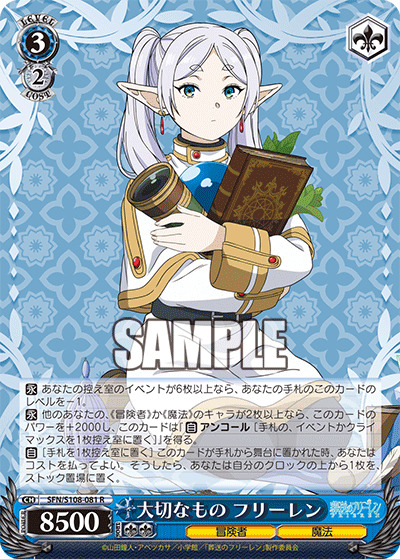 LEVEL
3
2
COST
SAMPLE
永 あなたの控え室のイベントが6枚以上なら、あなたの手札のこのカードの
レベルを－1。
永 他のあなたの、《冒険者》か《魔法》のキャラが2枚以上なら、このカードの
パワーを+2000し、このカードは『自 アンコール ［手札の、イベントかクライ
マックスを1枚控え室に置く］』を得る。
自 ［手札を1枚控え室に置く］ このカードが手札から舞台に置かれた時、あなたは
コストを払ってよい。そうしたら、あなたは自分のクロックの上から1枚を、
ストック置場に置く。
CH SFN/S108-081 R
8500
大切なもの フリーレン
葬送のフリーレン
冒険者
魔法
©山田鐘人・アベツカサ／小学館／「葬送のフリーレン」製作委員会